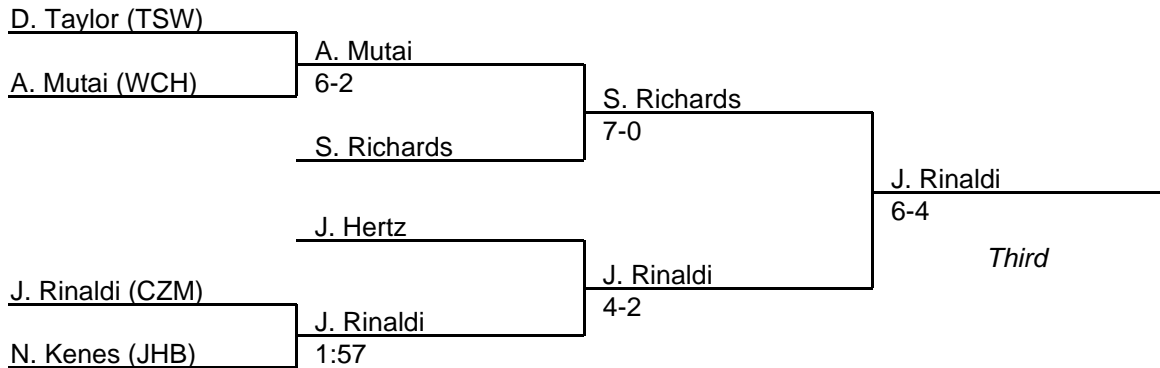 D. Taylor (TSW)
A. Mutai
A. Mutai (WCH)
6-2
S. Richards
7-0
S. Richards
J. Rinaldi
6-4
J. Hertz
Third
J. Rinaldi
J. Rinaldi (CZM)
4-2
J. Rinaldi
N. Kenes (JHB)
1:57